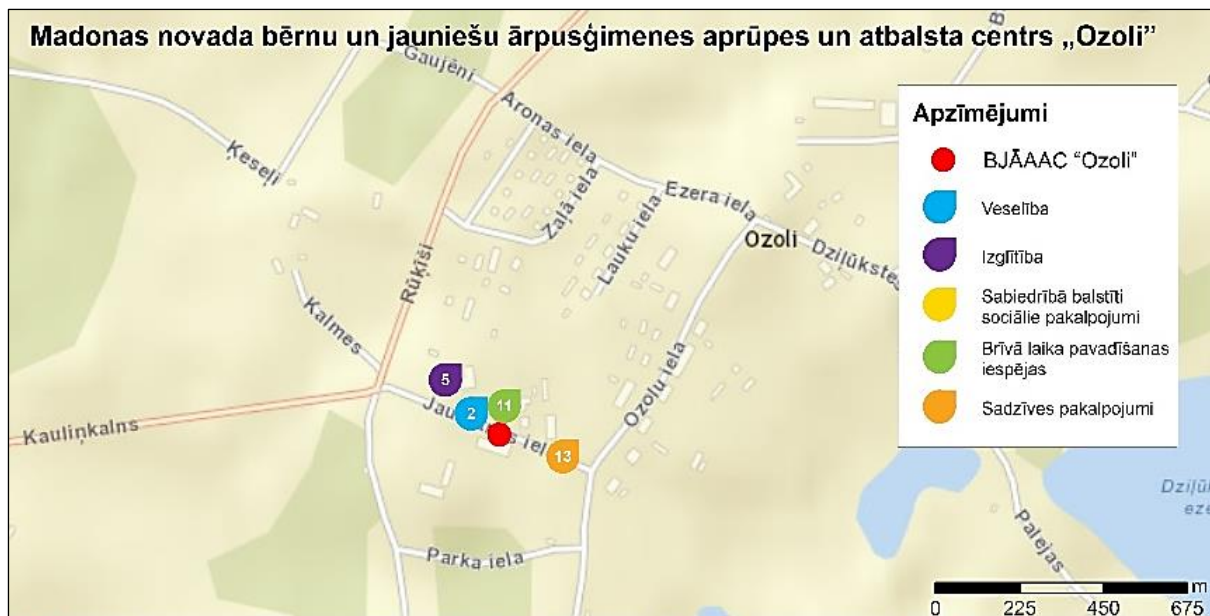 Madonas novada bērnu un jauniešu ārpusģimenes aprūpes un atbalsta centrs „Ozoli”
Gaujēni
Aronas iela
Ķeseļi
Zaļā iela
Ezera iela
Lauku iela
Ozoli
Rūķīši
Kalmes
Ozolu iela
5
2
11
13
Kauliņkalns
Parka iela
Palejas
Apzīmējumi
BJĀAAC “Ozoli”
Veselība
Izglītība
Sabiedrībā balstīti
sociālie pakalpojumi
Brīvā laika pavadīšanas
iespējas
Sadzīves pakalpojumi
m
0 225 450 675